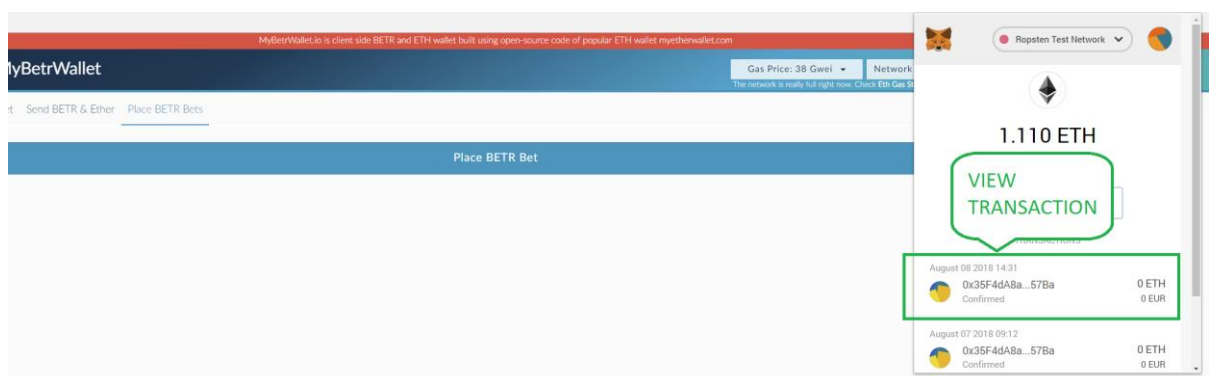 MyBetrWallet.io is client side BETR and ETH wallet built using open-source code of popular ETH wallet myetherwallet.com
yBetrWallet
Gas Price: 38 Gwei
Network
The network is really full right now. Check Eth Gas St
Send BETR & Ether
Place BETR Bets
Place BETR Bet
Ropsten Test Network
1.110 ETH
VIEW
TRANSACTION
August 08 2018 14:31
0x35F4dA8a...57Ba
0 ETH
Confirmed
0 EUR
August 07 2018 09:12
0x35F4dA8a...57Ba
0 ETH
Confirmed
0 EUR